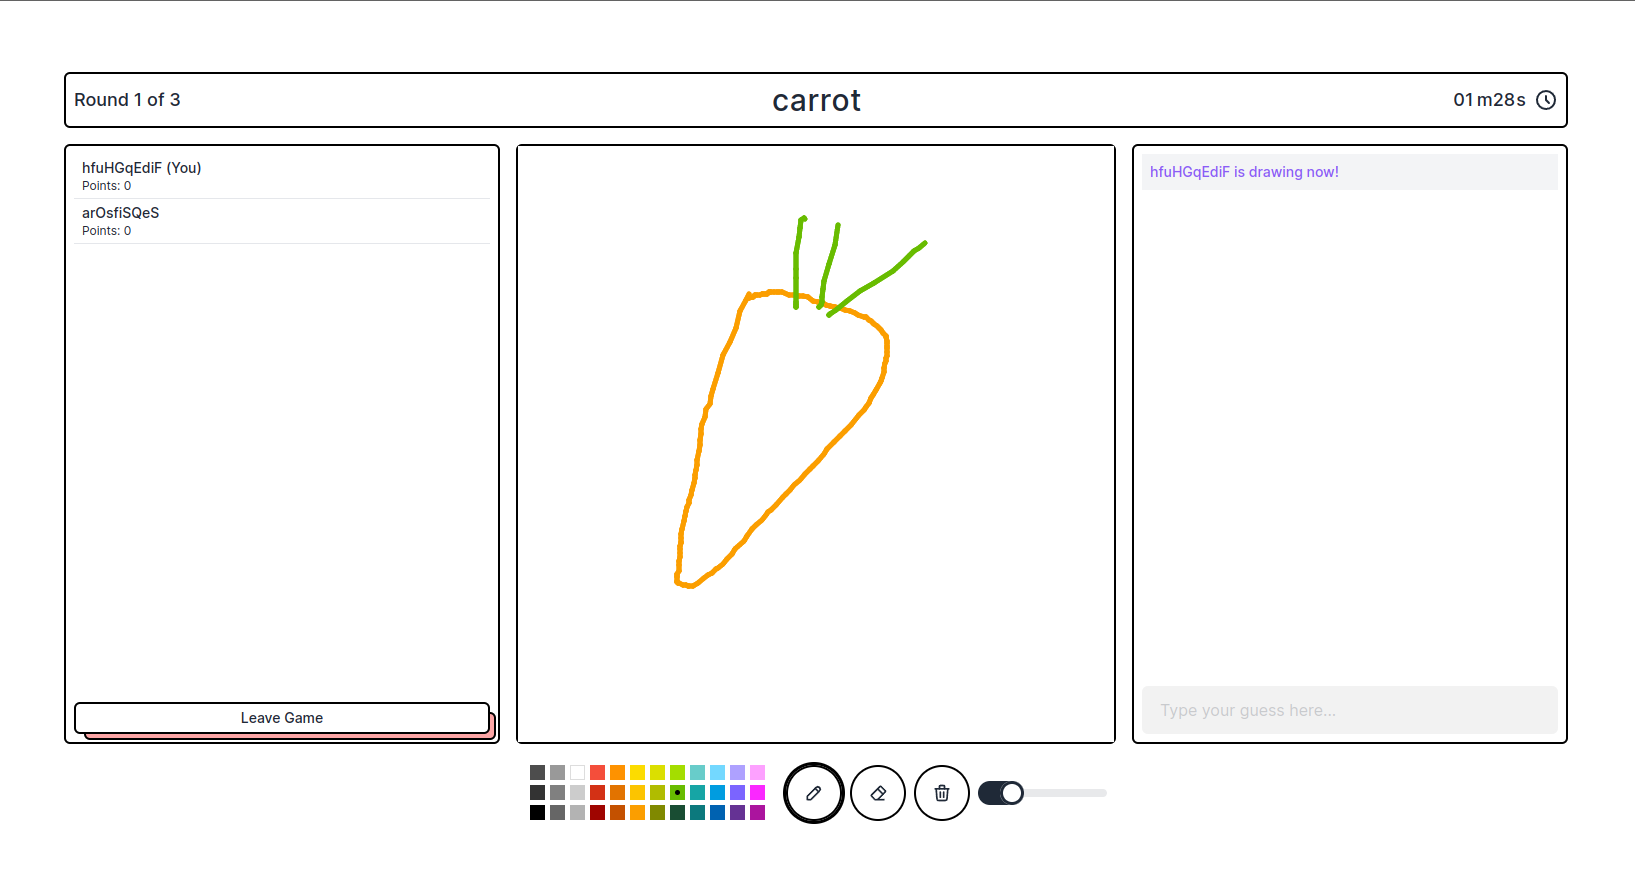 Round 1 of 3
carrot
01m28s
hfuHGqEdiF (You)
Points: 0
arOsfiSQeS
Points: 0
Leave Game
hfuHGqEdiF is drawing now!
Type your guess here...